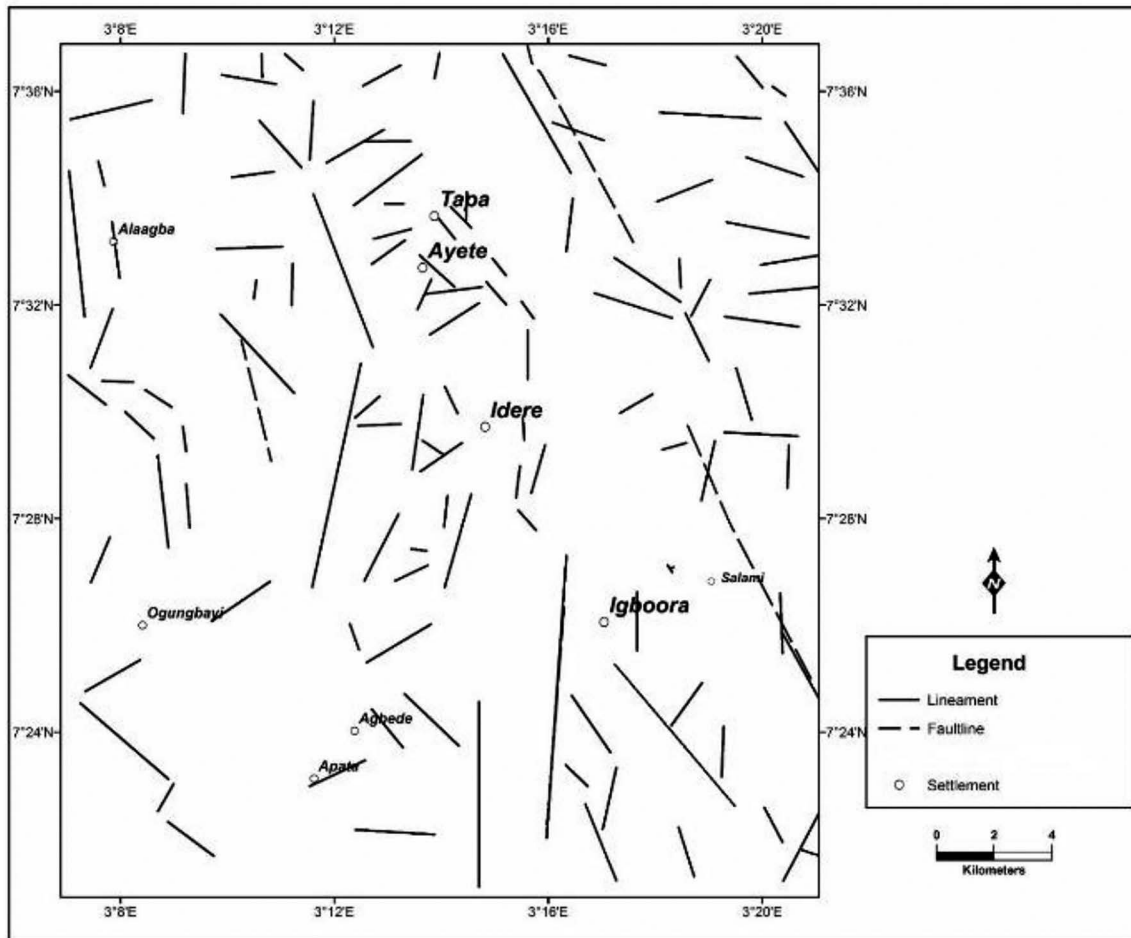 3°8'E 3°12'E 3°16'E 3°20'E
7°36'N 7°36'N
Tapa
Alaagba
Ayete
7°32'N 7°32'N
Idere
7°28'N 7°28'N
Salami
Igboora
Ogungbayi
N
Legend
Lineament
Agbede
7°24'N 7°24'N
Faultline
Apata
Settlement
0 2 4
Kilometers
3°8'E 3°12'E 3°16'E 3°20'E